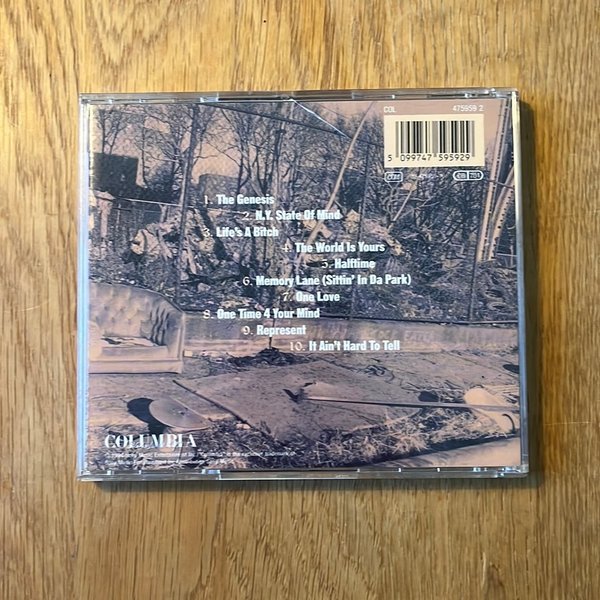 COL 475959 2
5 099747 595929
1. The Genesis
2. N.Y. State Of Mind
3. Life's A Bitch
4. The World Is Yours
5. Halftime
6. Memory Lane (Sittin' In Da Park)
7. One Love
8. One Time 4 Your Mind
9. Represent
10. It Ain't Hard To Tell
COLUMBIA